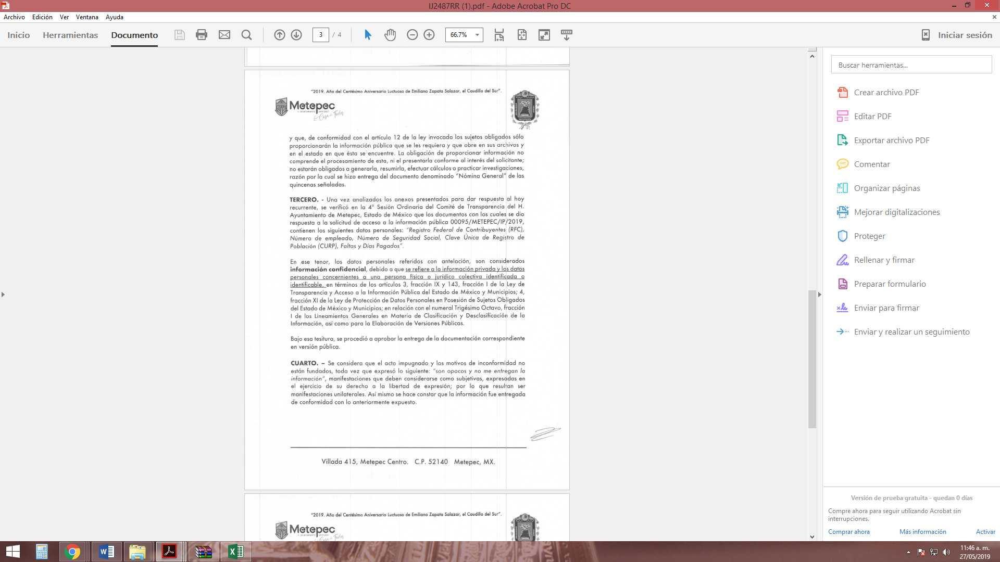 IJ2487RR (1).pdf - Adobe Acrobat Pro DC
Archivo Edición Ver Ventana Ayuda
Inicio Herramientas Documento 3 / 4 66.7% Iniciar sesión
"2019. Año del Centésimo Aniversario Luctuoso de Emiliano Zapata Salazar, el Caudillo del Sur".
Metepec
H. AYUNTAMIENTO 2019-2021
La Casa de Todos
y que, de conformidad con el artículo 12 de la ley invocada los sujetos obligados sólo
proporcionarán la información pública que se les requiera y que obre en sus archivos y
en el estado en que ésta se encuentre. La obligación de proporcionar información no
comprende el procesamiento de esta, ni el presentarla conforme al interés del solicitante;
no estarán obligados a generarla, resumirla, efectuar cálculos o practicar investigaciones,
razón por la cual se hizo entrega del documento denominado "Nómina General" de las
quincenas señaladas.
TERCERO. - Una vez analizados los anexos presentados para dar respuesta al hoy
recurrente, se verificó en la 4° Sesión Ordinaria del Comité de Transparencia del H.
Ayuntamiento de Metepec, Estado de México que los documentos con los cuales se dio
respuesta a la solicitud de acceso a la información pública 00095/METEPEC/IP/2019,
contienen los siguientes datos personales: "Registro Federal de Contribuyentes (RFC),
Número de empleado, Número de Seguridad Social, Clave Única de Registro de
Población (CURP), Faltas y Días Pagados".
En ese tenor, los datos personales referidos con antelación, son considerados
información confidencial, debido a que se refiere a la información privada y los datos
personales concernientes a una persona física o jurídico colectiva identificada o
identificable, en términos de los artículos 3, fracción IX y 143, fracción I de la Ley de
Transparencia y Acceso a la Información Pública del Estado de México y Municipios; 4,
fracción XI de la Ley de Protección de Datos Personales en Posesión de Sujetos Obligados
del Estado de México y Municipios; en relación con el numeral Trigésimo Octavo, fracción
I de los Lineamientos Generales en Materia de Clasificación y Desclasificación de la
Información, así como para la Elaboración de Versiones Públicas.
Bajo esa tesitura, se procedió a aprobar la entrega de la documentación correspondiente
en versión pública.
CUARTO. – Se considera que el acto impugnado y los motivos de inconformidad no
están fundados, toda vez que expresó lo siguiente: "son opacos y no me entregan la
información", manifestaciones que deben considerarse como subjetivas, expresadas en
el ejercicio de su derecho a la libertad de expresión; por lo que resultan ser
manifestaciones unilaterales. Así mismo se hace constar que la información fue entregada
de conformidad con lo anteriormente expuesto.
Villada 415, Metepec Centro. C.P. 52140 Metepec, MX.
"2019. Año del Centésimo Aniversario Luctuoso de Emiliano Zapata Salazar, el Caudillo del Sur".
Metepec
H. AYUNTAMIENTO 2019-2021
La Casa de Todos
Buscar herramientas...
Crear archivo PDF
Editar PDF
Exportar archivo PDF
Comentar
Organizar páginas
Mejorar digitalizaciones
Proteger
Rellenar y firmar
Preparar formulario
Enviar para firmar
Enviar y realizar un seguimiento
Versión de prueba gratuita - quedan 0 días
Compre ahora para seguir utilizando Acrobat sin
interrupciones.
Comprar ahora Más información Activar
11:46 a. m.
27/05/2019